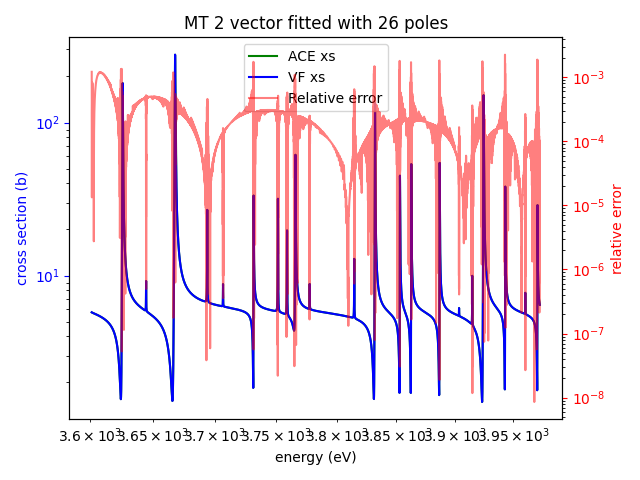 MT 2 vector fitted with 26 poles
ACE xs
VF xs
Relative error
cross section (b)
10²
10¹
10⁻³
10⁻⁴
10⁻⁵
10⁻⁶
10⁻⁷
10⁻⁸
relative error
3.6 × 10³ 3.65 × 10³ 3.7 × 10³ 3.75 × 10³ 3.8 × 10³ 3.85 × 10³ 3.9 × 10³ 3.95 × 10³
energy (eV)